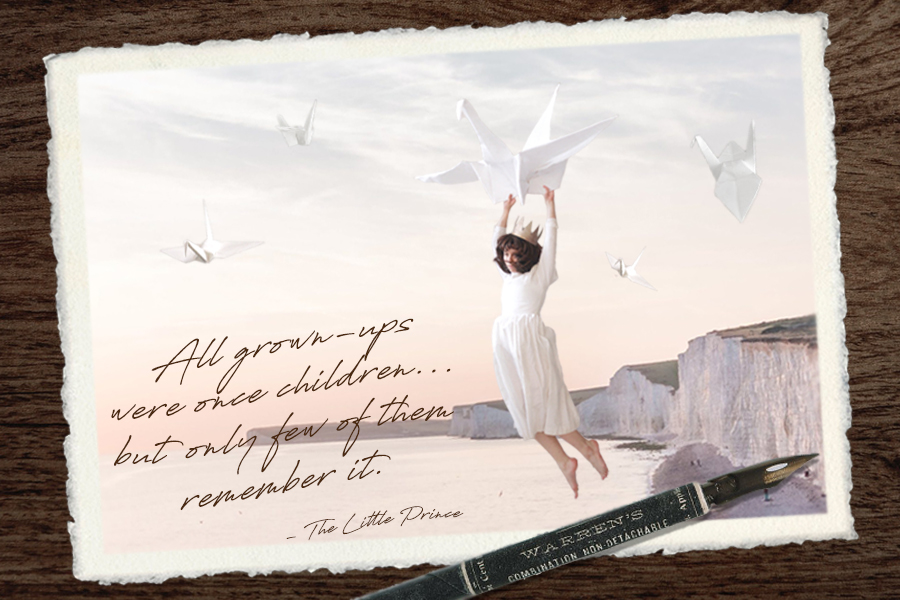 All grown-ups
were once children...
but only few of them
remember it.
- The Little Prince
WARREN'S
COMBINATION NON-DETACHABLE